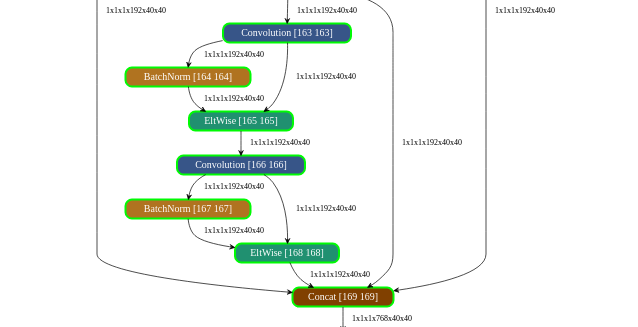 1x1x1x192x40x40 1x1x1x192x40x40 1x1x1x192x40x40
Convolution [163 163]
1x1x1x192x40x40
BatchNorm [164 164] 1x1x1x192x40x40
1x1x1x192x40x40
EltWise [165 165]
1x1x1x192x40x40 1x1x1x192x40x40
Convolution [166 166]
1x1x1x192x40x40
BatchNorm [167 167] 1x1x1x192x40x40
1x1x1x192x40x40
EltWise [168 168]
1x1x1x192x40x40
Concat [169 169]
1x1x1x768x40x40